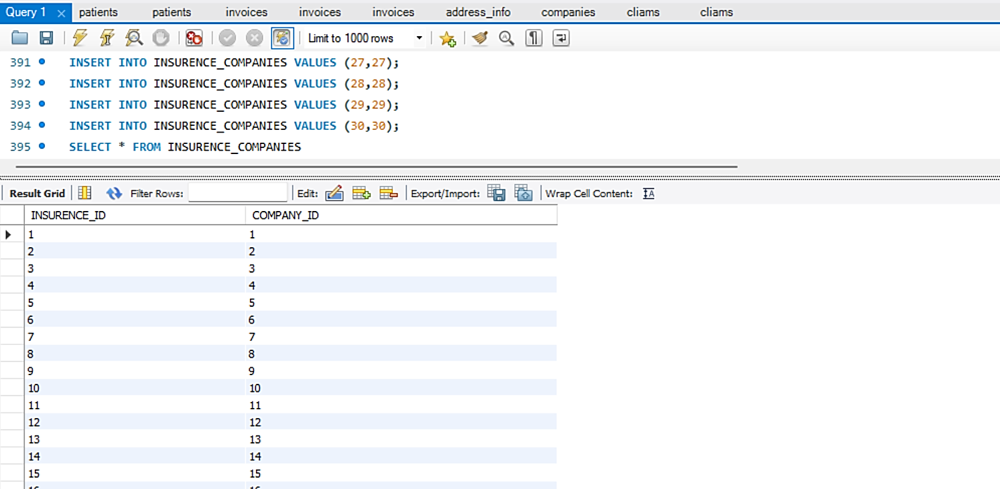 Query 1 patients patients invoices invoices invoices address_info companies cliams cliams
Limit to 1000 rows
391 INSERT INTO INSURENCE_COMPANIES VALUES (27,27);
392 INSERT INTO INSURENCE_COMPANIES VALUES (28,28);
393 INSERT INTO INSURENCE_COMPANIES VALUES (29,29);
394 INSERT INTO INSURENCE_COMPANIES VALUES (30,30);
395 SELECT * FROM INSURENCE_COMPANIES
Result Grid Filter Rows: Edit: Export/Import: Wrap Cell Content:
INSURENCE_ID COMPANY_ID
1 1
2 2
3 3
4 4
5 5
6 6
7 7
8 8
9 9
10 10
11 11
12 12
13 13
14 14
15 15